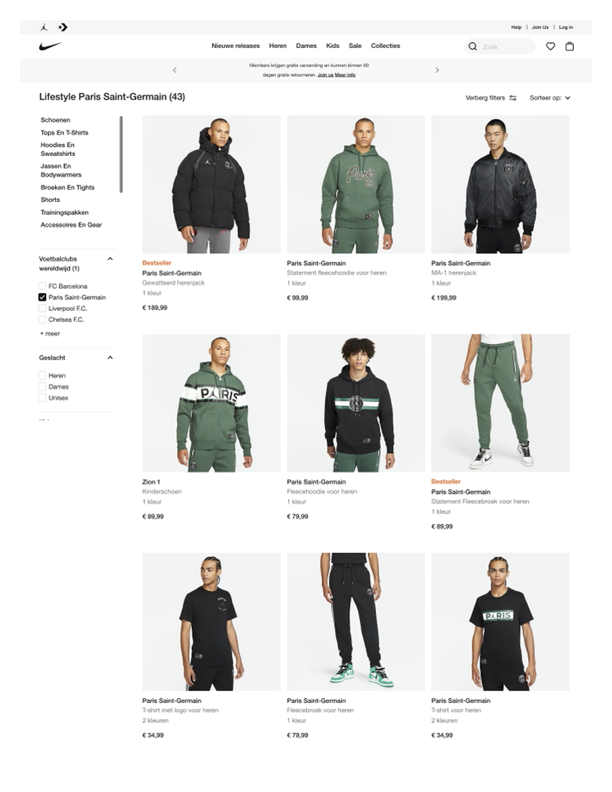 Help | Join Us | Log in
Nieuwe releases Heren Dames Kids Sale Collecties
Zoek
Members krijgen gratis verzending en kunnen binnen 60
dagen gratis retourneren. Join us Meer info
Lifestyle Paris Saint-Germain (43)
Verberg filters
Sorteer op:
Schoenen
Tops En T-Shirts
Hoodies En
Sweatshirts
Jassen En
Bodywarmers
Broeken En Tights
Shorts
Trainingspakken
Accessoires En Gear
Voetbalclubs
wereldwijd (1)
FC Barcelona
Paris Saint-Germain
Liverpool F.C.
Chelsea F.C.
+ meer
Geslacht
Heren
Dames
Unisex
Bestseller
Paris Saint-Germain
Gewatteerd herenjack
1 kleur
€ 189,99
Paris
Paris Saint-Germain
Statement fleecehoodie voor heren
1 kleur
€ 99,99
Paris Saint-Germain
MA-1 herenjack
1 kleur
€ 199,99
PARIS
Zion 1
Kinderschoen
1 kleur
€ 89,99
Paris Saint-Germain
Fleecehoodie voor heren
1 kleur
€ 79,99
Bestseller
Paris Saint-Germain
Statement Fleecebroek voor heren
1 kleur
€ 89,99
Paris Saint-Germain
T-shirt met logo voor heren
2 kleuren
€ 34,99
Paris Saint-Germain
Fleecebroek voor heren
1 kleur
€ 79,99
PARIS
Paris Saint-Germain
T-shirt voor heren
2 kleuren
€ 34,99